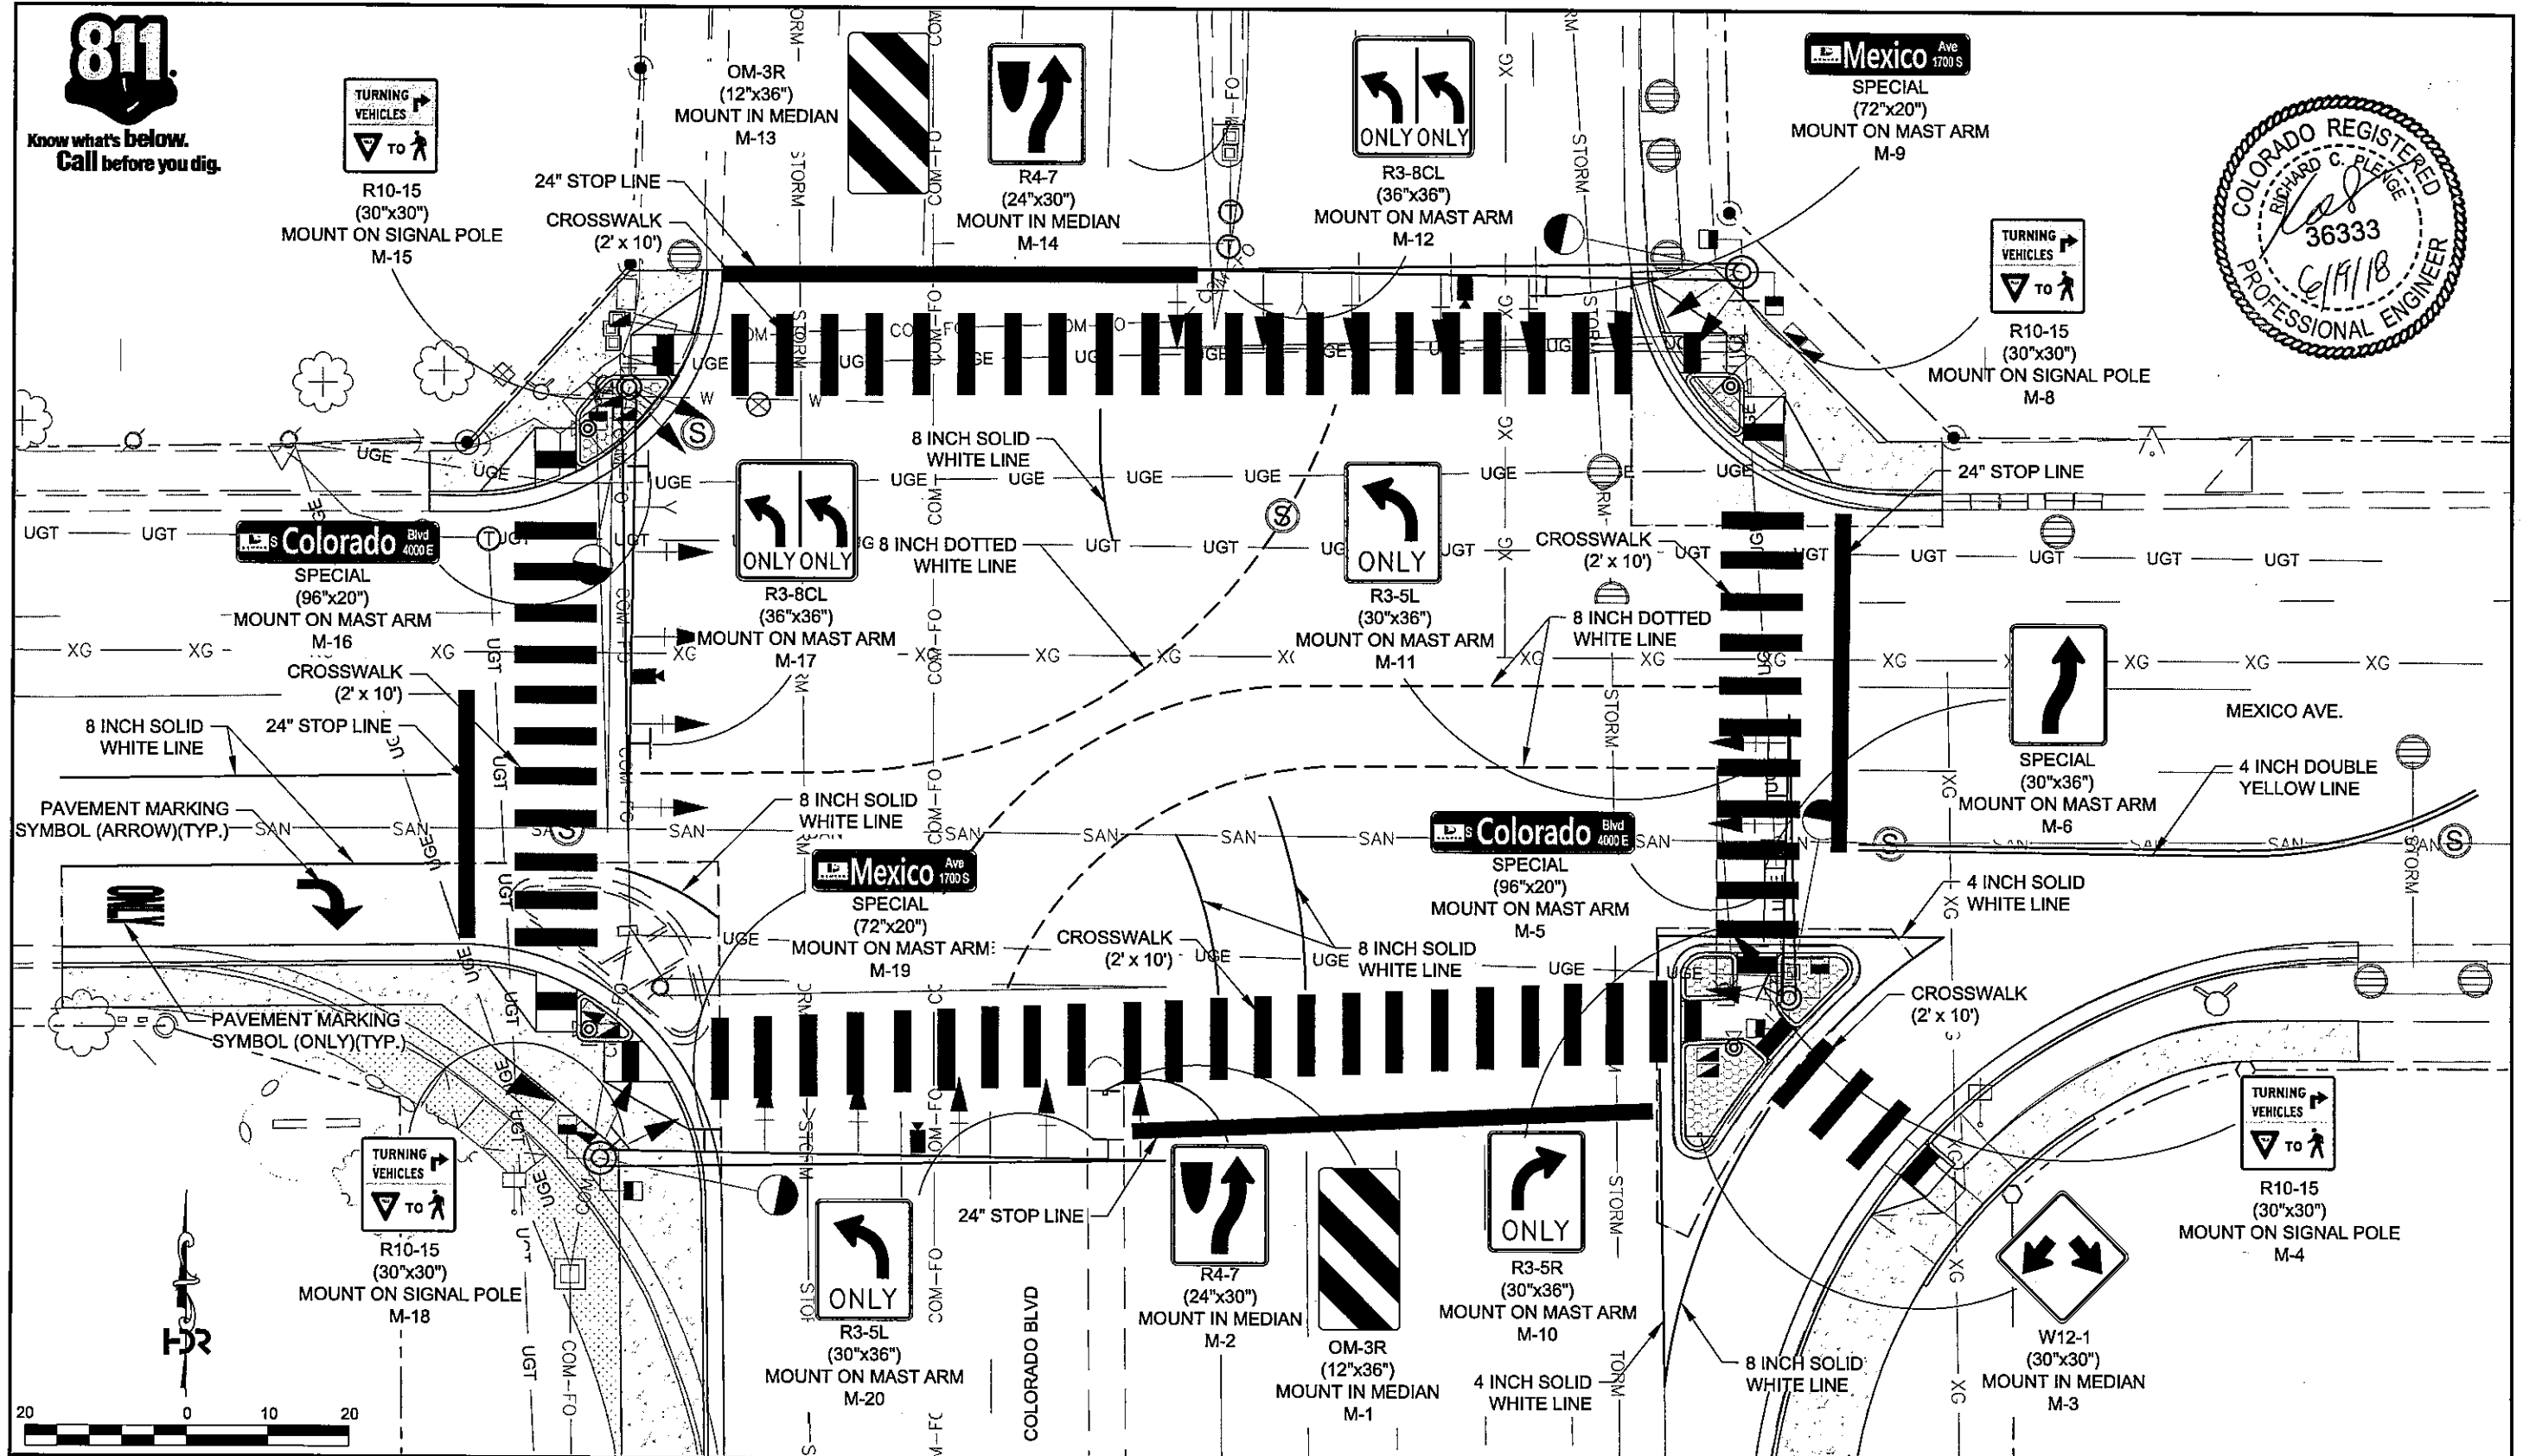 811.
Know what's below.
Call before you dig.
TURNING
VEHICLES
TO
R10-15
(30"x30")
MOUNT ON SIGNAL POLE
M-15
OM-3R
(12"x36")
MOUNT IN MEDIAN
M-13
R4-7
(24"x30")
MOUNT IN MEDIAN
M-14
ONLY ONLY
R3-8CL
(36"x36")
MOUNT ON MAST ARM
M-12
Mexico Ave 1700 S
SPECIAL
(72"x20")
MOUNT ON MAST ARM
M-9
COLORADO REGISTERED
RICHARD C. PLENGE
36333
6/19/18
PROFESSIONAL ENGINEER
TURNING
VEHICLES
TO
R10-15
(30"x30")
MOUNT ON SIGNAL POLE
M-8
24" STOP LINE
CROSSWALK
(2' x 10')
8 INCH SOLID
WHITE LINE
8 INCH DOTTED
WHITE LINE
24" STOP LINE
CROSSWALK
(2' x 10')
S Colorado Blvd 4000 E
SPECIAL
(96"x20")
MOUNT ON MAST ARM
M-16
ONLY ONLY
R3-8CL
(36"x36")
MOUNT ON MAST ARM
M-17
ONLY
R3-5L
(30"x36")
MOUNT ON MAST ARM
M-11
8 INCH DOTTED
WHITE LINE
SPECIAL
(30"x36")
MOUNT ON MAST ARM
M-6
MEXICO AVE.
4 INCH DOUBLE
YELLOW LINE
CROSSWALK
(2' x 10')
24" STOP LINE
8 INCH SOLID
WHITE LINE
PAVEMENT MARKING
SYMBOL (ARROW)(TYP.)
ONLY
8 INCH SOLID
WHITE LINE
Mexico Ave 1700 S
SPECIAL
(72"x20")
MOUNT ON MAST ARM
M-19
S Colorado Blvd 4000 E
SPECIAL
(96"x20")
MOUNT ON MAST ARM
M-5
4 INCH SOLID
WHITE LINE
CROSSWALK
(2' x 10')
8 INCH SOLID
WHITE LINE
CROSSWALK
(2' x 10')
PAVEMENT MARKING
SYMBOL (ONLY)(TYP.)
TURNING
VEHICLES
TO
R10-15
(30"x30")
MOUNT ON SIGNAL POLE
M-18
ONLY
R3-5L
(30"x36")
MOUNT ON MAST ARM
M-20
24" STOP LINE
COLORADO BLVD
R4-7
(24"x30")
MOUNT IN MEDIAN
M-2
OM-3R
(12"x36")
MOUNT IN MEDIAN
M-1
ONLY
R3-5R
(30"x36")
MOUNT ON MAST ARM
M-10
4 INCH SOLID
WHITE LINE
8 INCH SOLID
WHITE LINE
W12-1
(30"x30")
MOUNT IN MEDIAN
M-3
TURNING
VEHICLES
TO
R10-15
(30"x30")
MOUNT ON SIGNAL POLE
M-4
HDR
20 0 10 20
UGE
UGT
XG
SAN
STORM
COM-FO
W
S
T